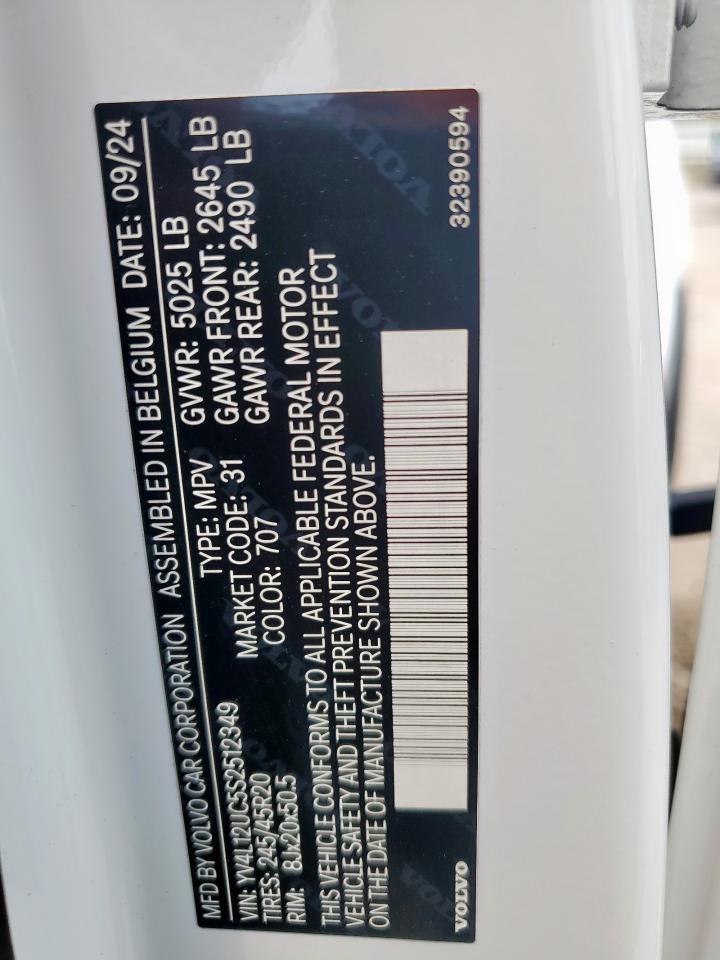 MFD BY VOLVO CAR CORPORATION ASSEMBLED IN BELGIUM DATE: 09/24
VIN: YV4L12UC5S2512349 TYPE: MPV GVWR: 5025 LB
TIRES: 245/45R20 MARKET CODE: 31 GAWR FRONT: 2645 LB
RIM: 8Jx20x50.5 COLOR: 707 GAWR REAR: 2490 LB
THIS VEHICLE CONFORMS TO ALL APPLICABLE FEDERAL MOTOR
VEHICLE SAFETY AND THEFT PREVENTION STANDARDS IN EFFECT
ON THE DATE OF MANUFACTURE SHOWN ABOVE.
VOLVO 32390594